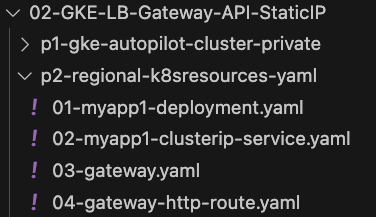 02-GKE-LB-Gateway-API-StaticIP
p1-gke-autopilot-cluster-private
p2-regional-k8sresources-yaml
! 01-myapp1-deployment.yaml
! 02-myapp1-clusterip-service.yaml
! 03-gateway.yaml
! 04-gateway-http-route.yaml